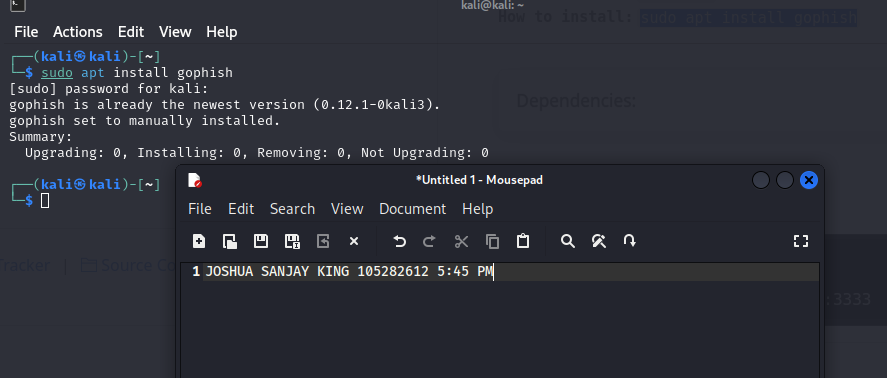 kali@kali: ~
How to install: sudo apt install gophish
File Actions Edit View Help
┌──(kali㉿kali)-[~]
└─$ sudo apt install gophish
[sudo] password for kali:
gophish is already the newest version (0.12.1-0kali3).
gophish set to manually installed.
Summary:
  Upgrading: 0, Installing: 0, Removing: 0, Not Upgrading: 0
┌──(kali㉿kali)-[~]
└─$
Dependencies:
*Untitled 1 - Mousepad
File Edit Search View Document Help
1 JOSHUA SANJAY KING 105282612 5:45 PM
Tracker | Source
:3333